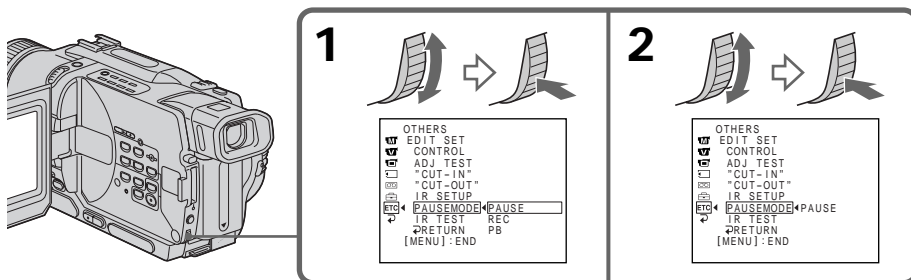 1
OTHERS
EDIT SET
CONTROL
ADJ TEST
"CUT-IN"
"CUT-OUT"
IR SETUP
ETC PAUSEMODE PAUSE
IR TEST REC
RETURN PB
[MENU]:END
2
OTHERS
EDIT SET
CONTROL
ADJ TEST
"CUT-IN"
"CUT-OUT"
IR SETUP
ETC PAUSEMODE PAUSE
IR TEST
RETURN
[MENU]:END